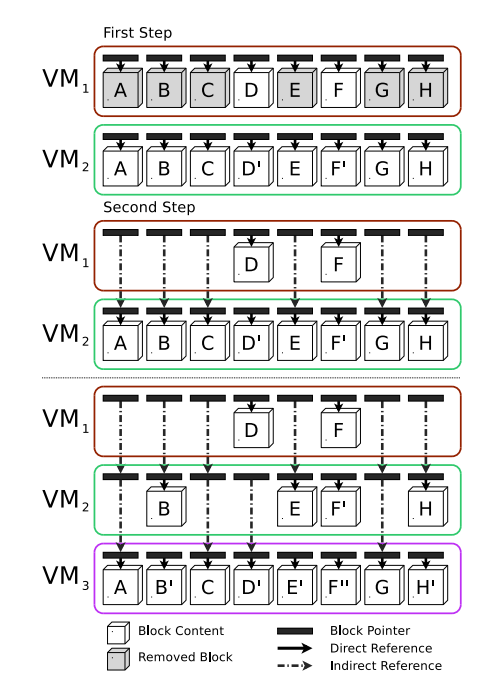 First Step
VM1 A B C D E F G H
VM2 A B C D' E F' G H
Second Step
VM1 D F
VM2 A B C D' E F' G H
VM1 D F
VM2 B E F' H
VM3 A B' C D' E' F'' G H'
Block Content Block Pointer
Removed Block Direct Reference
Indirect Reference